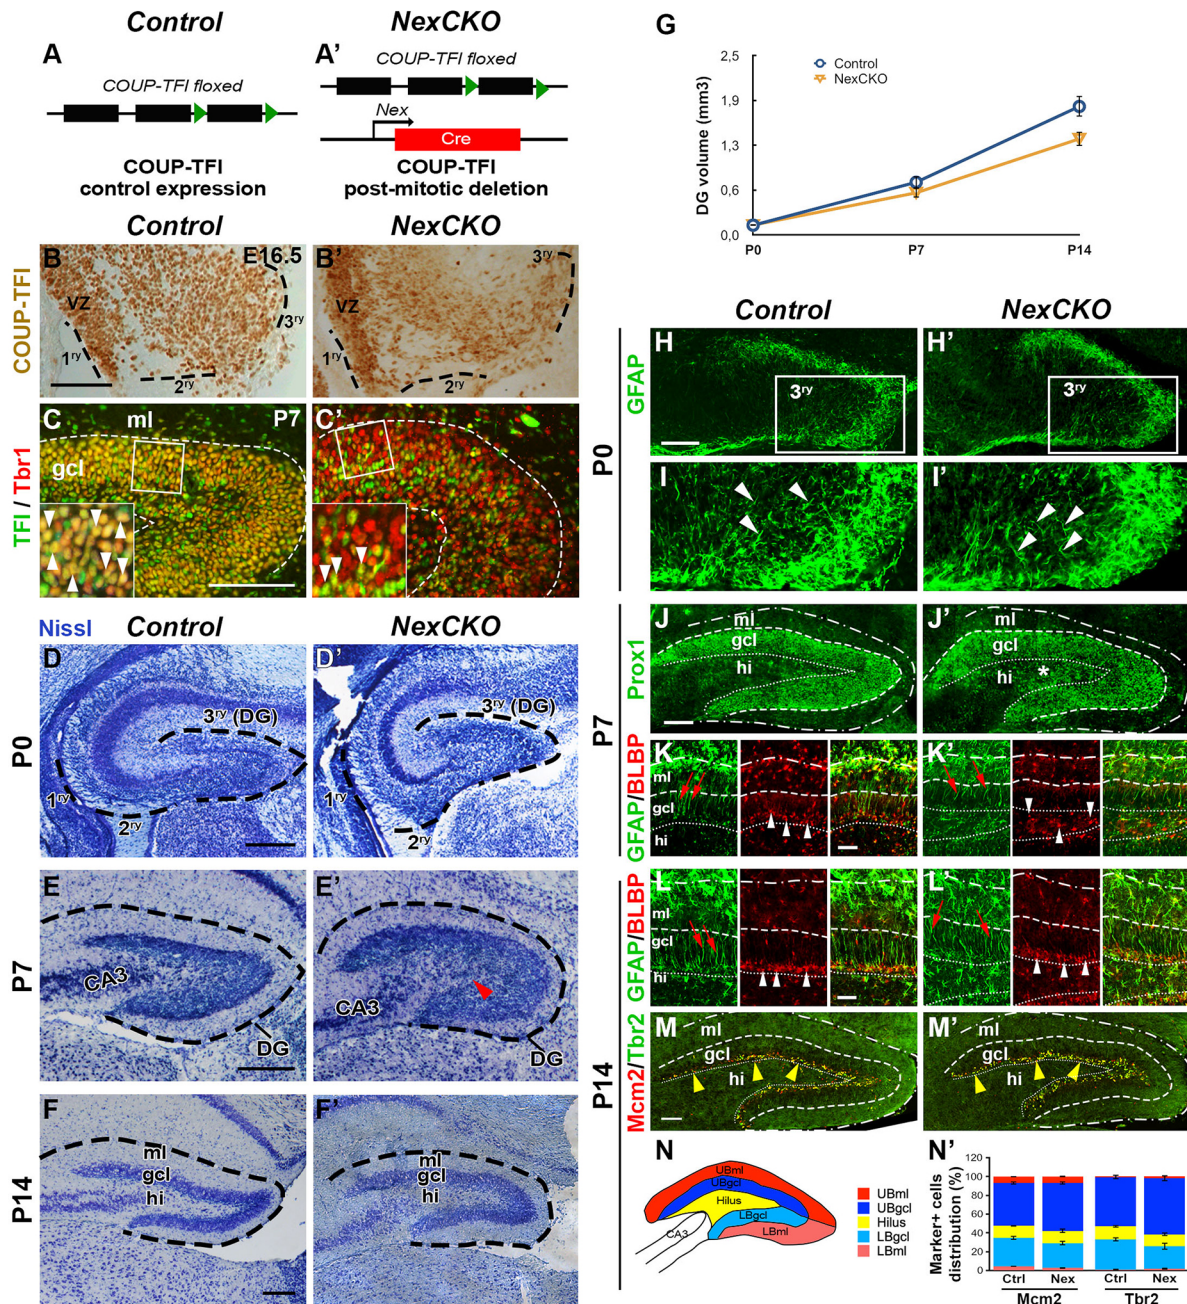 Control
NexCKO
A
COUP-TFI floxed
COUP-TFI
control expression
A'
COUP-TFI floxed
Nex
Cre
COUP-TFI
post-mitotic deletion
Control
NexCKO
COUP-TFI
B
E16.5
VZ
1ry
2ry
3ry
B'
3ry
VZ
1ry
2ry
TFI / Tbr1
C
ml
P7
gcl
C'
Nissl
Control
NexCKO
P0
D
3ry (DG)
1ry
2ry
D'
3ry (DG)
1ry
2ry
P7
E
CA3
DG
E'
CA3
DG
P14
F
ml
gcl
hi
F'
ml
gcl
hi
G
DG volume (mm3)
2,5
1,9
1,3
0,6
0,0
Control
NexCKO
P0
P7
P14
Control
NexCKO
P0
GFAP
H
3ry
H'
3ry
I
I'
P7
Prox1
J
ml
gcl
hi
J'
ml
gcl
hi
*
GFAP/BLBP
K
ml
gcl
hi
K'
P14
GFAP/BLBP
L
ml
gcl
hi
L'
Mcm2/Tbr2
M
ml
gcl
hi
M'
ml
gcl
hi
N
UBml
UBgcl
Hilus
LBgcl
LBml
CA3
UBml
UBgcl
Hilus
LBgcl
LBml
N'
Marker+ cells
distribution (%)
120
100
80
60
40
20
0
Ctrl
Nex
Ctrl
Nex
Mcm2
Tbr2